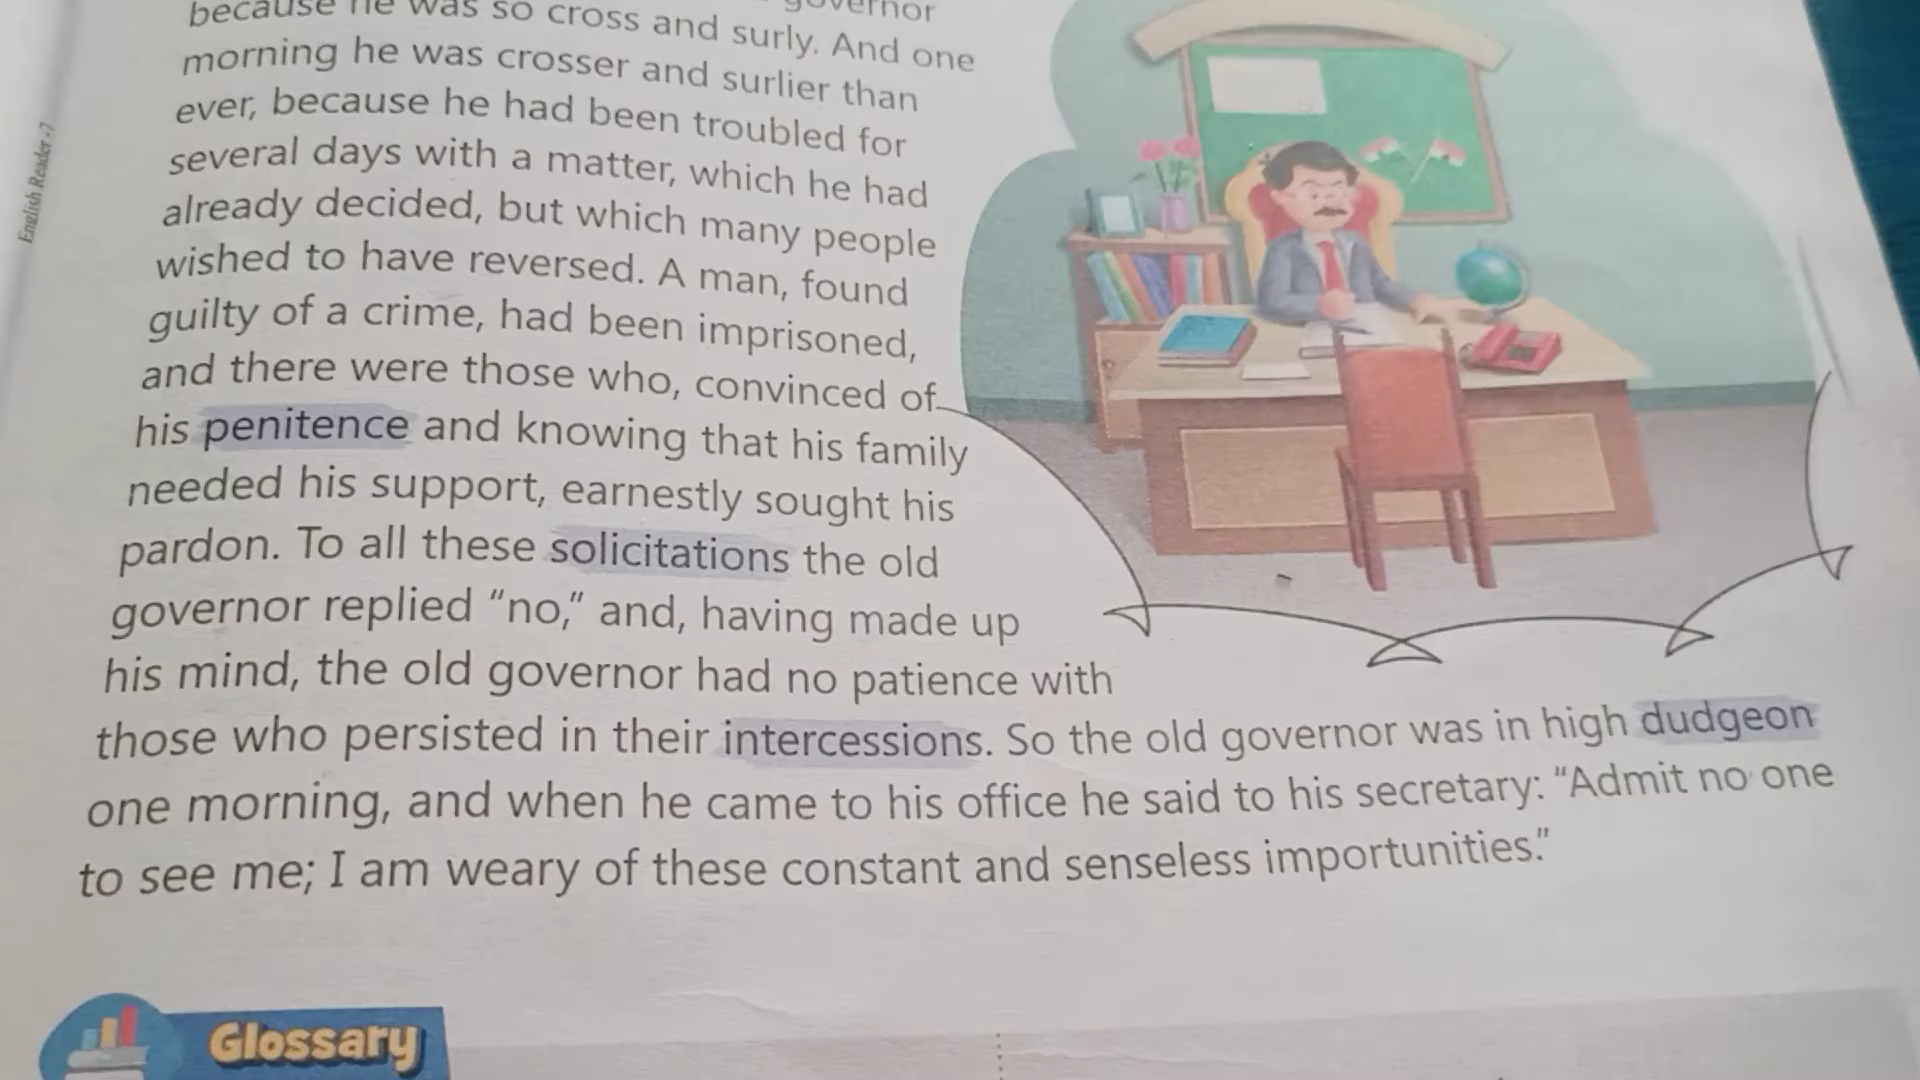 governor
because he was so cross and surly. And one
morning he was crosser and surlier than
ever, because he had been troubled for
several days with a matter, which he had
already decided, but which many people
wished to have reversed. A man, found
guilty of a crime, had been imprisoned,
and there were those who, convinced of
his penitence and knowing that his family
needed his support, earnestly sought his
pardon. To all these solicitations the old
governor replied “no,” and, having made up
his mind, the old governor had no patience with
those who persisted in their intercessions. So the old governor was in high dudgeon
one morning, and when he came to his office he said to his secretary: “Admit no one
to see me; I am weary of these constant and senseless importunities.”
English Reader -7
Glossary